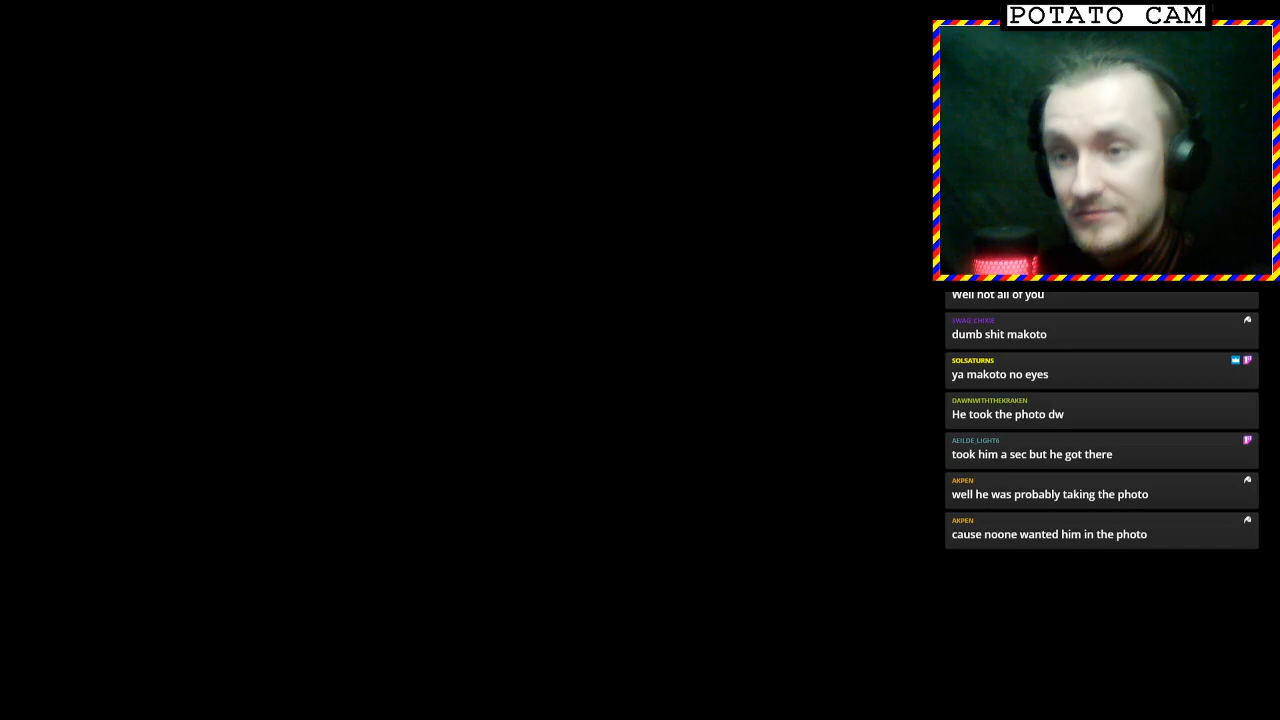 POTATO CAM
Well not all of you
SWAG.CHIXIE
dumb shit makoto
SOLSATURNS
ya makoto no eyes
DAWNWITHTHEKRAKEN
He took the photo dw
AEILDE_LIGHT6
took him a sec but he got there
AKPEN
well he was probably taking the photo
AKPEN
cause noone wanted him in the photo